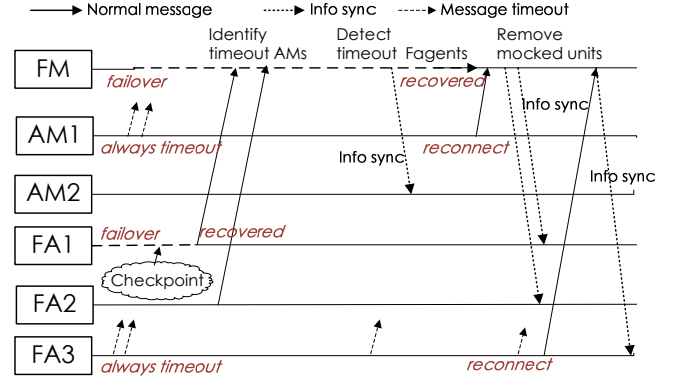 Normal message Info sync Message timeout
Identify timeout AMs
Detect timeout Fagents
Remove mocked units
FM
failover
recovered
Info sync
AM1
always timeout
reconnect
Info sync
Info sync
AM2
FA1
failover
recovered
Checkpoint
FA2
FA3
always timeout
reconnect